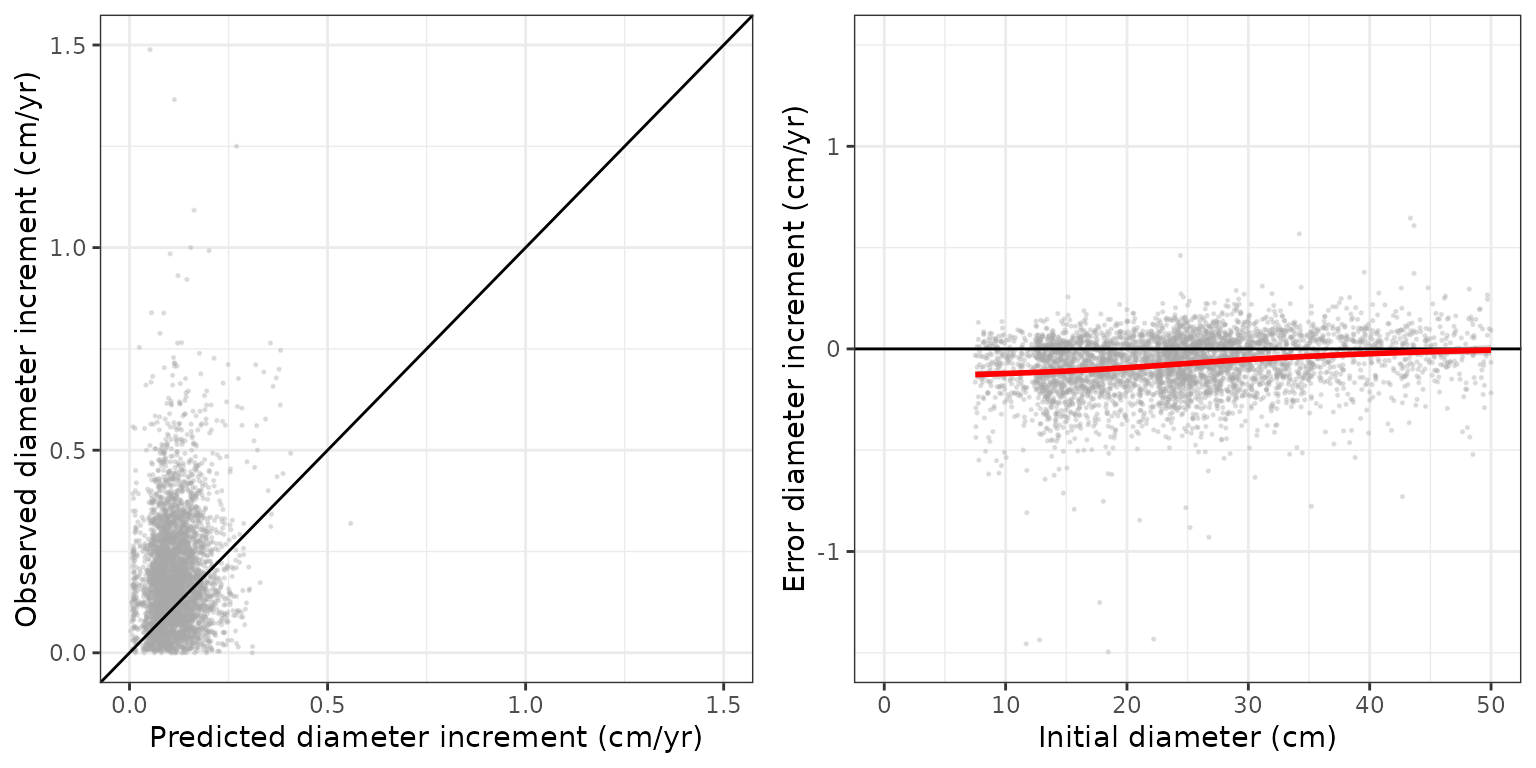 Observed diameter increment (cm/yr)
1.5
1.0
0.5
0.0
0.0 0.5 1.0 1.5
Predicted diameter increment (cm/yr)
Error diameter increment (cm/yr)
1
0
-1
0 10 20 30 40 50
Initial diameter (cm)